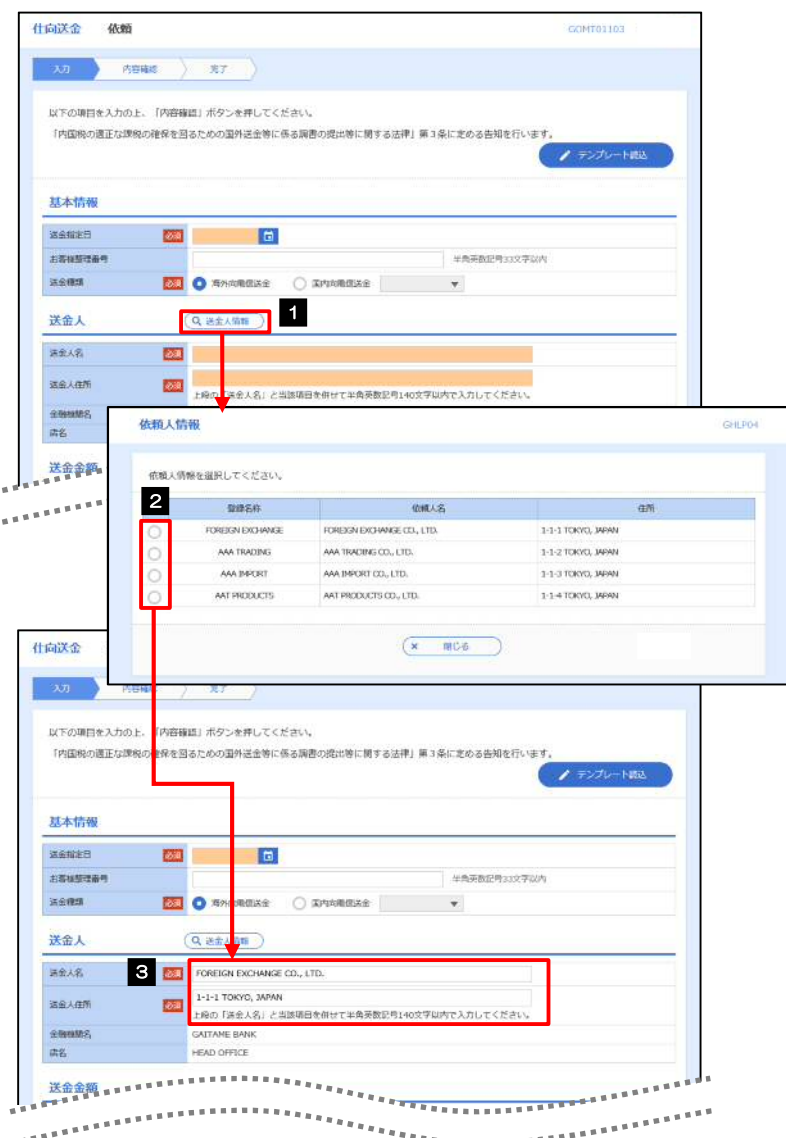 仕向送金 依頼 GOMT01103
入力 内容確認 完了
以下の項目を入力の上、「内容確認」ボタンを押してください。
「内国税の適正な課税の確保を図るための国外送金等に係る調書の提出等に関する法律」第3条に定める告知を行います。
テンプレート読込
基本情報
送金指定日 必須
お客様整理番号 半角英数記号33文字以内
送金種類 必須 海外向電信送金 国内向電信送金
送金人 送金人情報 1
送金人名 必須
送金人住所 必須
上段の「送金人名」と当該項目を併せて半角英数記号140文字以内で入力してください。
金融機関名
店名
送金金額
依頼人情報 GHLP04
依頼人情報を選択してください。
2
登録名称 依頼人名 住所
FOREIGN EXCHANGE FOREIGN EXCHANGE CO., LTD. 1-1-1 TOKYO, JAPAN
AAA TRADING AAA TRADING CO., LTD. 1-1-2 TOKYO, JAPAN
AAA IMPORT AAA IMPORT CO., LTD. 1-1-3 TOKYO, JAPAN
AAT PRODUCTS AAT PRODUCTS CO., LTD. 1-1-4 TOKYO, JAPAN
× 閉じる
仕向送金
入力 内容確認 完了
以下の項目を入力の上、「内容確認」ボタンを押してください。
「内国税の適正な課税の確保を図るための国外送金等に係る調書の提出等に関する法律」第3条に定める告知を行います。
テンプレート読込
基本情報
送金指定日 必須
お客様整理番号 半角英数記号33文字以内
送金種類 必須 海外向電信送金 国内向電信送金
送金人 送金人情報
送金人名 3 必須 FOREIGN EXCHANGE CO., LTD.
送金人住所 必須 1-1-1 TOKYO, JAPAN
上段の「送金人名」と当該項目を併せて半角英数記号140文字以内で入力してください。
金融機関名 GAITAME BANK
店名 HEAD OFFICE
送金金額